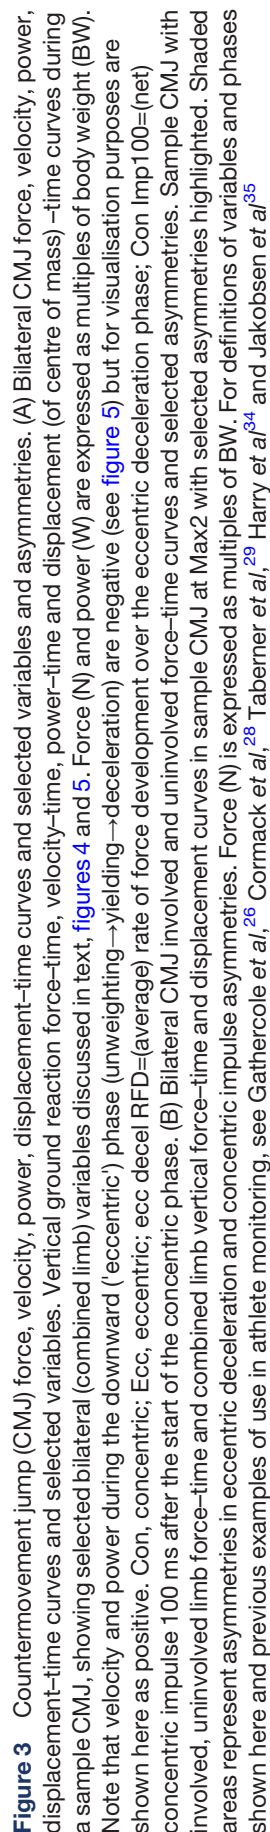 Figure 3 Countermovement jump (CMJ) force, velocity, power, displacement–time curves and selected variables and asymmetries. (A) Bilateral CMJ force, velocity, power,
displacement–time curves and selected variables. Vertical ground reaction force–time, velocity–time, power–time and displacement (of centre of mass) –time curves during
a sample CMJ, showing selected bilateral (combined limb) variables discussed in text, figures 4 and 5. Force (N) and power (W) are expressed as multiples of body weight (BW).
Note that velocity and power during the downward ('eccentric') phase (unweighting→yielding→deceleration) are negative (see figure 5) but for visualisation purposes are
shown here as positive. Con, concentric; Ecc, eccentric; ecc decel RFD=(average) rate of force development over the eccentric deceleration phase; Con Imp100=(net)
concentric impulse 100 ms after the start of the concentric phase. (B) Bilateral CMJ involved and uninvolved force–time curves and selected asymmetries. Sample CMJ with
involved, uninvolved limb force–time and combined limb vertical force–time and displacement curves in sample CMJ at Max2 with selected asymmetries highlighted. Shaded
areas represent asymmetries in eccentric deceleration and concentric impulse asymmetries. Force (N) is expressed as multiples of BW. For definitions of variables and phases
shown here and previous examples of use in athlete monitoring, see Gathercole et al,26 Cormack et al,28 Taberner et al,29 Harry et al34 and Jakobsen et al35